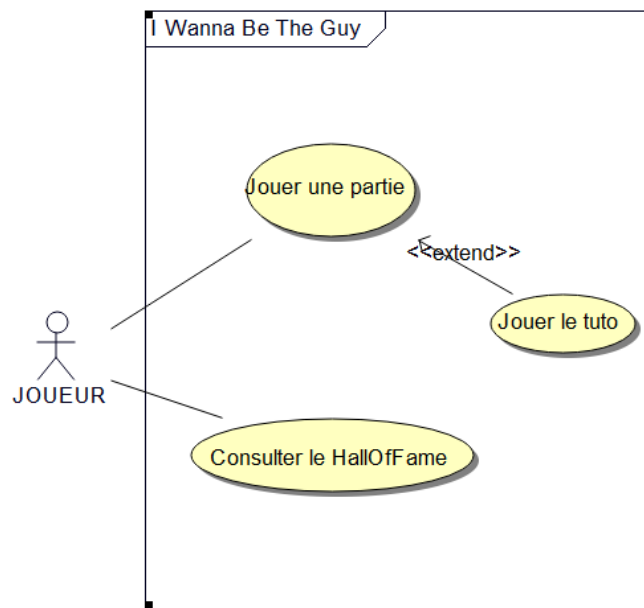 I Wanna Be The Guy
Jouer une partie
<<extend>>
Jouer le tuto
JOUEUR
Consulter le HallOfFame